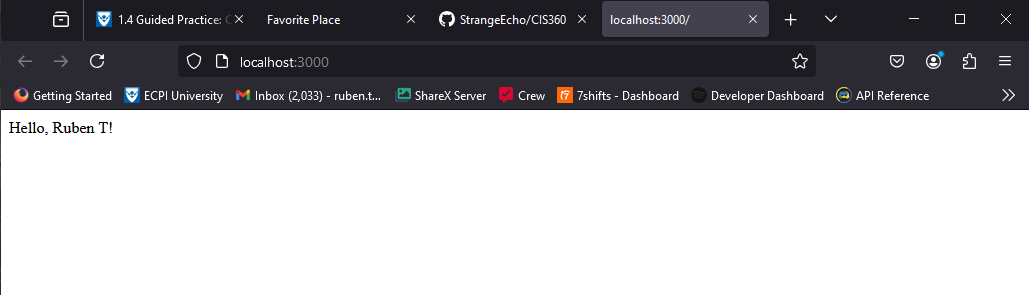 1.4 Guided Practice:
Favorite Place
StrangeEcho/CIS360
localhost:3000/
localhost:3000
Getting Started
ECPI University
Inbox (2,033) - ruben.t...
ShareX Server
Crew
7shifts - Dashboard
Developer Dashboard
API Reference
Hello, Ruben T!